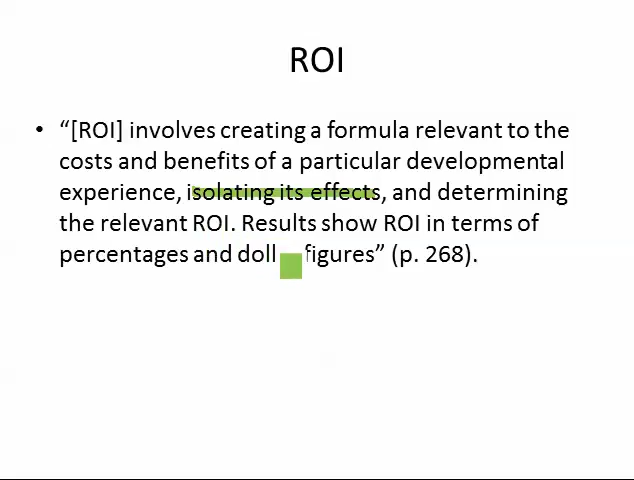 ROI
• “[ROI] involves creating a formula relevant to the
costs and benefits of a particular developmental
experience, isolating its effects, and determining
the relevant ROI. Results show ROI in terms of
percentages and doll figures” (p. 268).